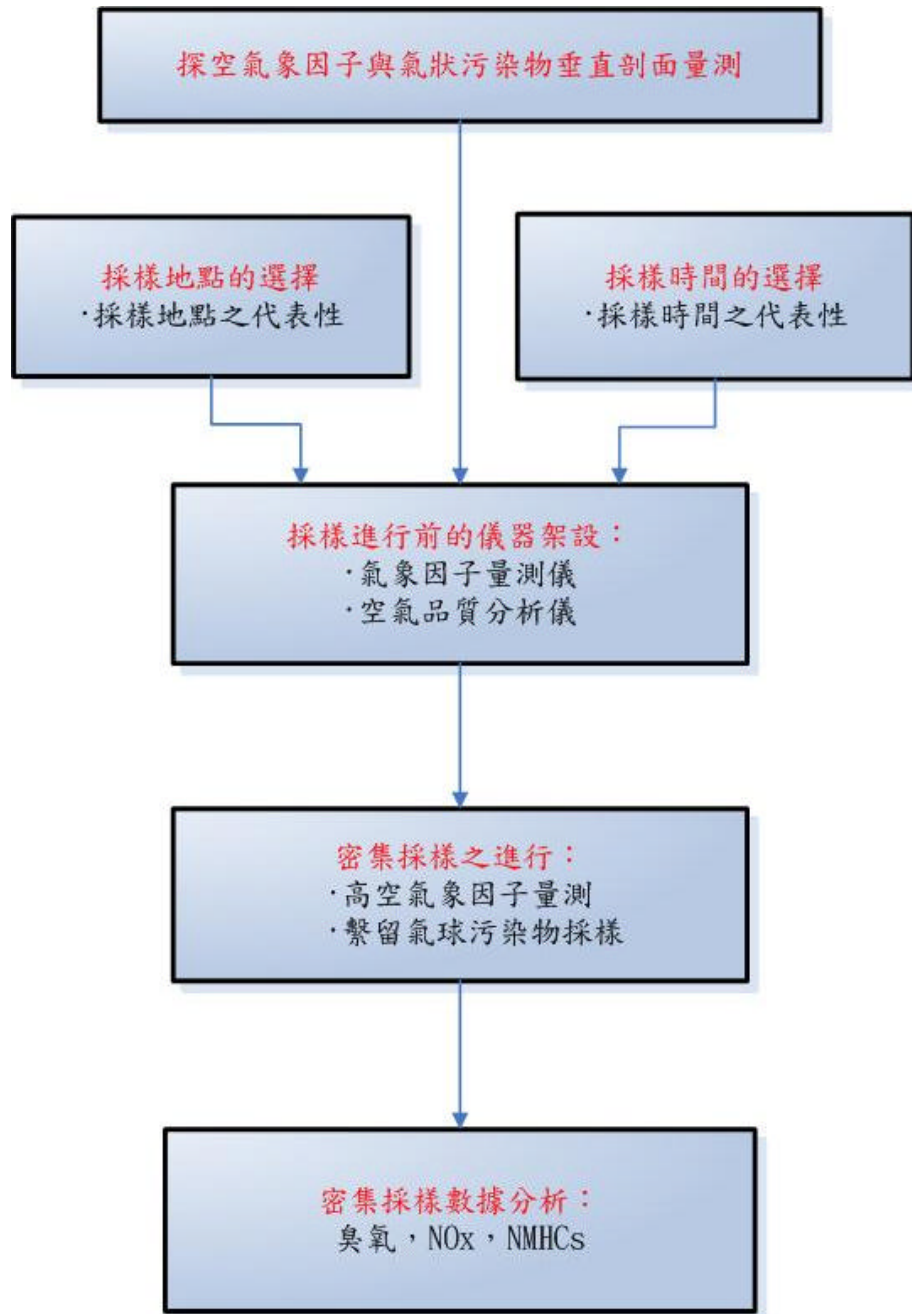 探空氣象因子與氣狀污染物垂直剖面量測
採樣地點的選擇
·採樣地點之代表性
採樣時間的選擇
·採樣時間之代表性
採樣進行前的儀器架設：
·氣象因子量測儀
·空氣品質分析儀
密集採樣之進行：
·高空氣象因子量測
·繫留氣球污染物採樣
密集採樣數據分析：
臭氧，NOx，NMHCs